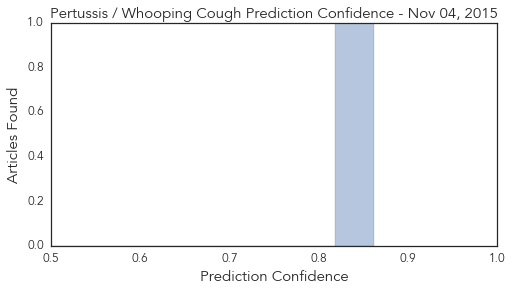 Pertussis / Whooping Cough Prediction Confidence - Nov 04, 2015
1.0
0.8
0.6
0.4
0.2
0.0
Articles Found
0.5 0.6 0.7 0.8 0.9 1.0
Prediction Confidence